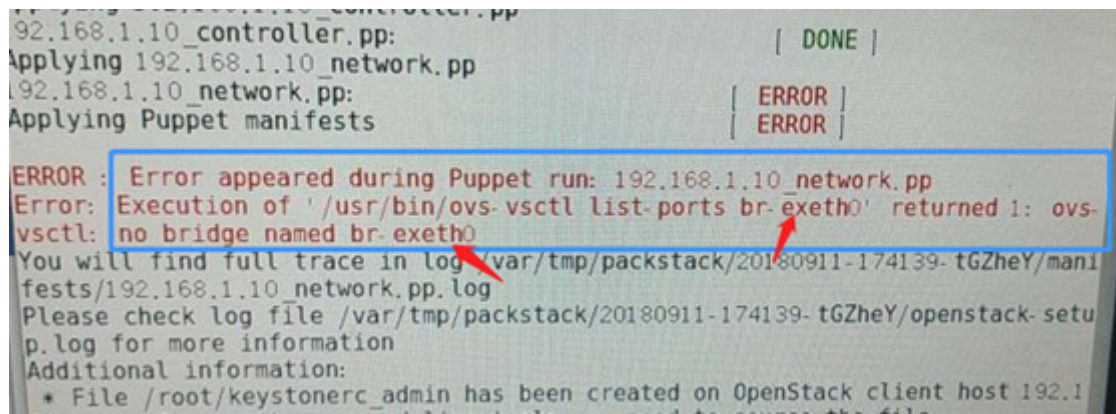 92.168.1.10_controller.pp: [ DONE ]
Applying 192.168.1.10_network.pp
192.168.1.10_network.pp: [ ERROR ]
Applying Puppet manifests [ ERROR ]
ERROR : Error appeared during Puppet run: 192.168.1.10_network.pp
Error: Execution of '/usr/bin/ovs-vsctl list-ports br-exeth0' returned 1: ovs-
vsctl: no bridge named br-exeth0
You will find full trace in log /var/tmp/packstack/20180911-174139-tGZheY/mani
fests/192.168.1.10_network.pp.log
Please check log file /var/tmp/packstack/20180911-174139-tGZheY/openstack-setu
p.log for more information
Additional information:
* File /root/keystonerc_admin has been created on OpenStack client host 192.1